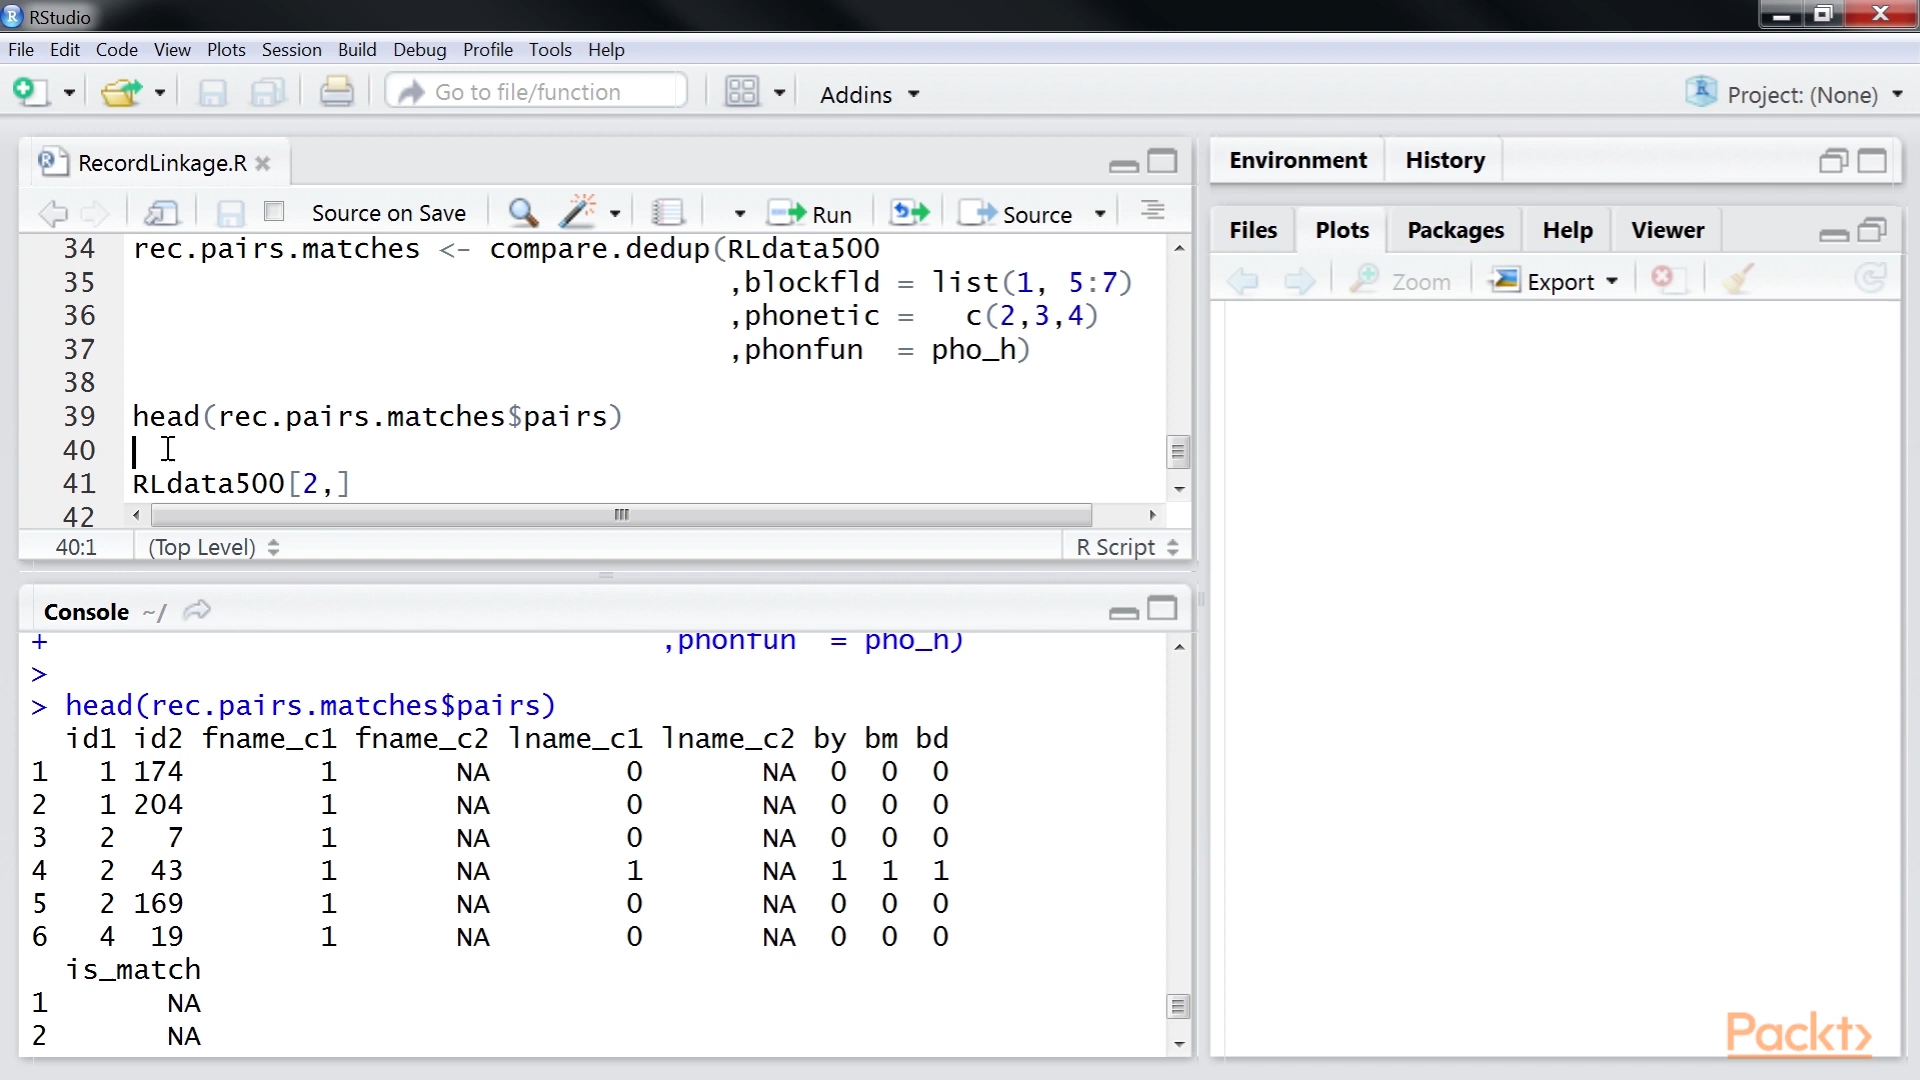 RStudio
File Edit Code View Plots Session Build Debug Profile Tools Help
Go to file/function Addins Project: (None)
RecordLinkage.R
Source on Save Run Source
34 rec.pairs.matches <- compare.dedup(RLdata500
35 ,blockfld = list(1, 5:7)
36 ,phonetic = c(2,3,4)
37 ,phonfun = pho_h)
38
39 head(rec.pairs.matches$pairs)
40
41 RLdata500[2,]
42
40:1 (Top Level) R Script
Console ~/
+ ,phonfun = pho_h)
>
> head(rec.pairs.matches$pairs)
id1 id2 fname_c1 fname_c2 lname_c1 lname_c2 by bm bd
1 1 174 1 NA 0 NA 0 0 0
2 1 204 1 NA 0 NA 0 0 0
3 2 7 1 NA 0 NA 0 0 0
4 2 43 1 NA 1 NA 1 1 1
5 2 169 1 NA 0 NA 0 0 0
6 4 19 1 NA 0 NA 0 0 0
is_match
1 NA
2 NA
Environment History
Files Plots Packages Help Viewer
Zoom Export
Packt>